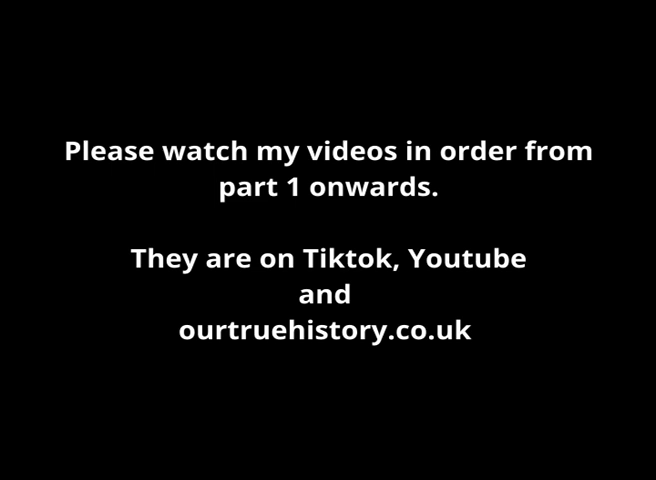 Please watch my videos in order from
part 1 onwards.
They are on Tiktok, Youtube
and
ourtruehistory.co.uk